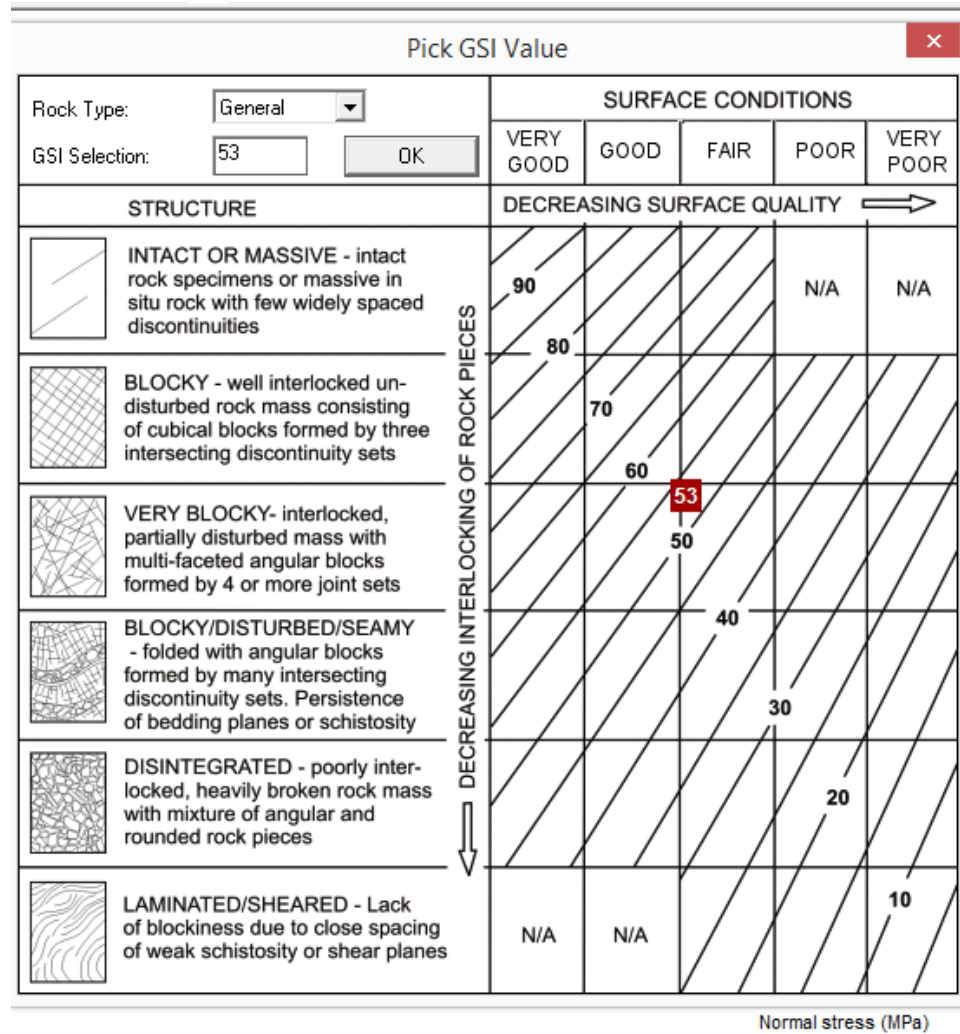 Pick GSI Value
Rock Type:
General
GSI Selection:
53
OK
SURFACE CONDITIONS
VERY GOOD
GOOD
FAIR
POOR
VERY POOR
STRUCTURE
DECREASING SURFACE QUALITY
INTACT OR MASSIVE - intact
rock specimens or massive in
situ rock with few widely spaced
discontinuities
BLOCKY - well interlocked un-
disturbed rock mass consisting
of cubical blocks formed by three
intersecting discontinuity sets
VERY BLOCKY- interlocked,
partially disturbed mass with
multi-faceted angular blocks
formed by 4 or more joint sets
BLOCKY/DISTURBED/SEAMY
- folded with angular blocks
formed by many intersecting
discontinuity sets. Persistence
of bedding planes or schistosity
DISINTEGRATED - poorly inter-
locked, heavily broken rock mass
with mixture of angular and
rounded rock pieces
LAMINATED/SHEARED - Lack
of blockiness due to close spacing
of weak schistosity or shear planes
DECREASING INTERLOCKING OF ROCK PIECES
90
N/A
N/A
80
70
60
53
50
40
30
20
10
N/A
N/A
Normal stress (MPa)